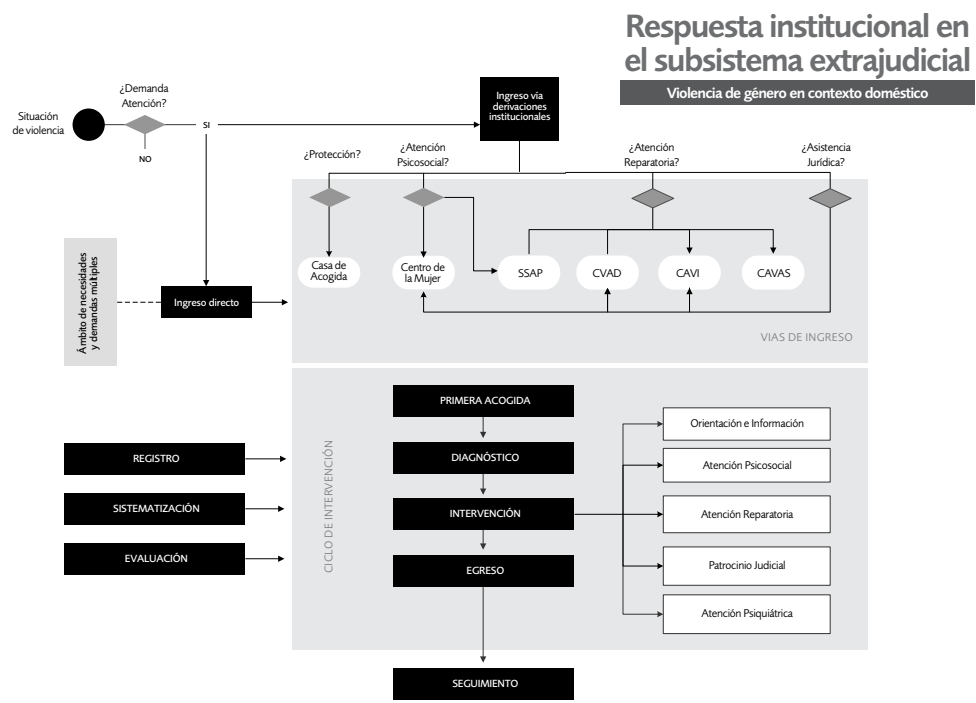 Respuesta institucional en
el subsistema extrajudicial
Violencia de género en contexto doméstico
¿Demanda
Atención?
Situación
de violencia
SI
NO
Ingreso vía
derivaciones
institucionales
¿Protección?
¿Atención
Psicosocial?
¿Atención
Reparatoria?
¿Asistencia
Jurídica?
Casa de
Acogida
Centro de
la Mujer
SSAP
CVAD
CAVI
CAVAS
Ámbito de necesidades
y demandas múltiples
Ingreso directo
VIAS DE INGRESO
CICLO DE INTERVENCIÓN
PRIMERA ACOGIDA
DIAGNÓSTICO
INTERVENCIÓN
EGRESO
SEGUIMIENTO
REGISTRO
SISTEMATIZACIÓN
EVALUACIÓN
Orientación e Información
Atención Psicosocial
Atención Reparatoria
Patrocinio Judicial
Atención Psiquiátrica